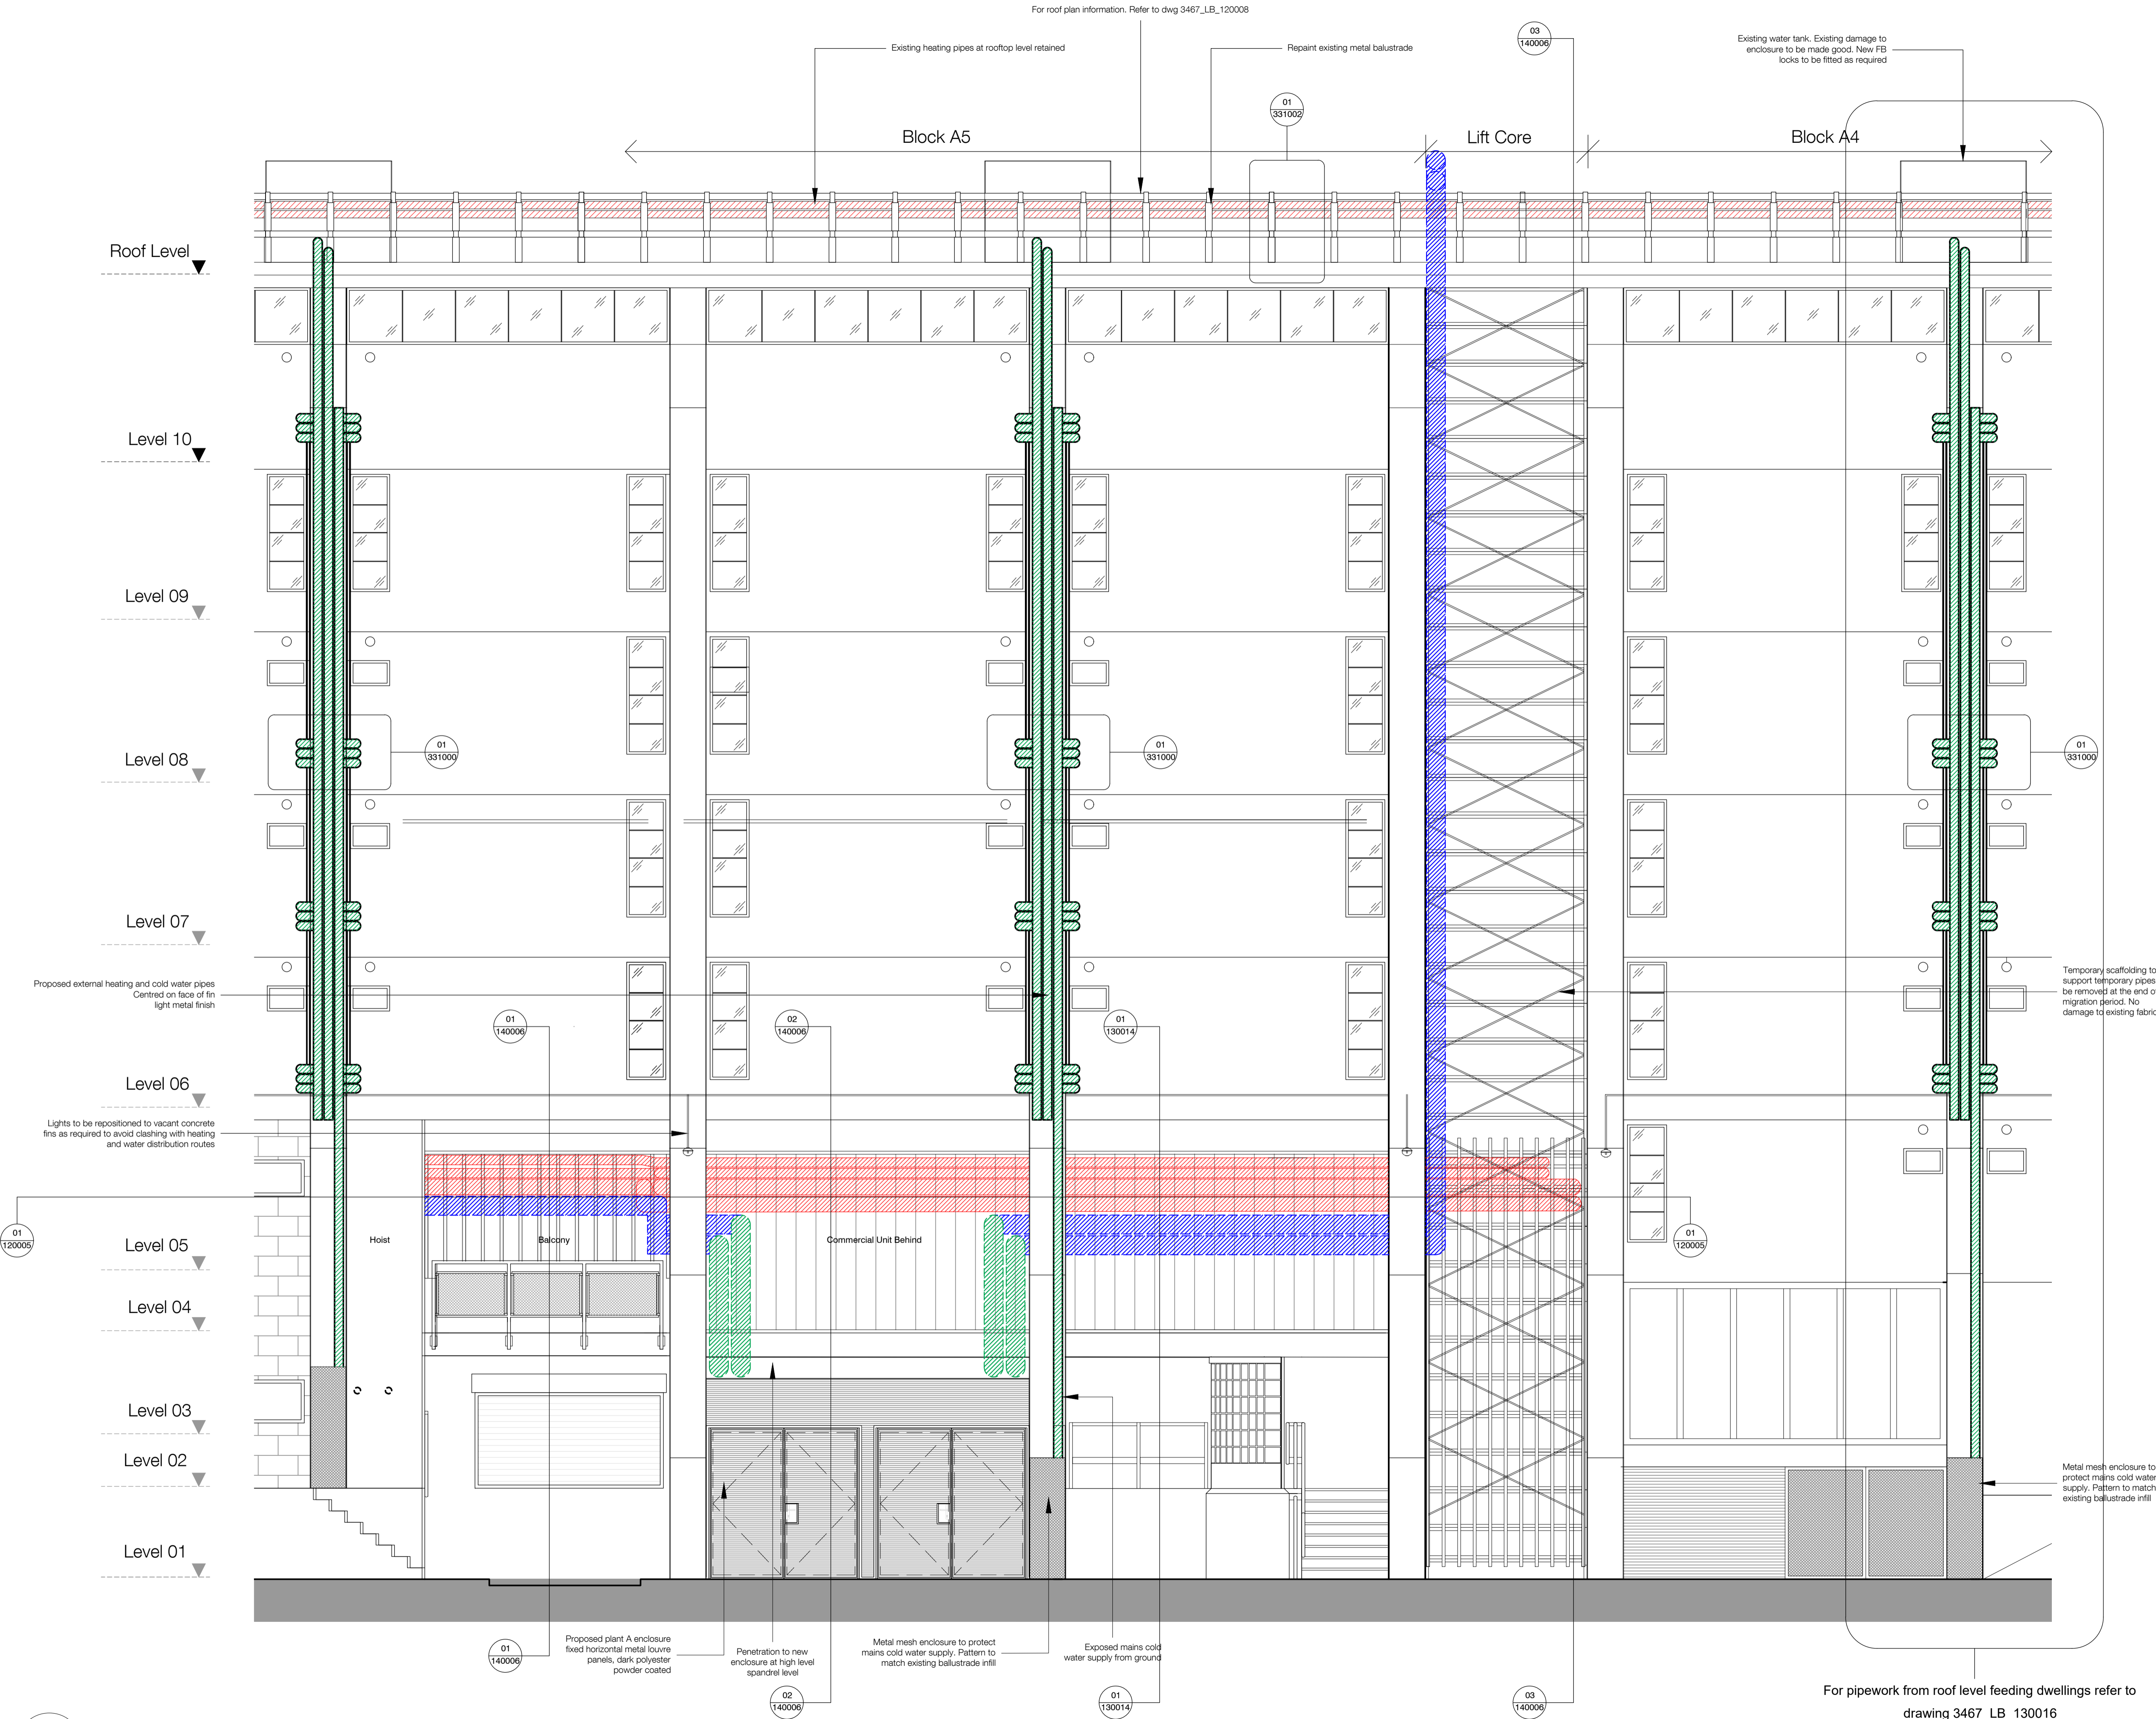 For roof plan information. Refer to dwg 3467_LB_120008
Existing heating pipes at rooftop level retained
Repaint existing metal balustrade
03
140006
Existing water tank. Existing damage to
enclosure to be made good. New FB
locks to be fitted as required
01
331002
Block A5
Lift Core
Block A4
Roof Level
Level 10
Level 09
Level 08
01
331000
01
331000
01
331000
Level 07
Proposed external heating and cold water pipes
Centred on face of fin
light metal finish
Temporary scaffolding to
support temporary pipes
be removed at the end
migration period. No
damage to existing
01
140006
02
140006
01
130014
Level 06
Lights to be repositioned to vacant concrete
fins as required to avoid clashing with heating
and water distribution routes
01
120005
Level 05
Hoist
Balcony
Commercial Unit Behind
01
120005
Level 04
Level 03
Level 02
Metal mesh enclosure to
protect mains cold water
supply. Pattern to match
existing ballustrade infill
Level 01
01
140006
Proposed plant A enclosure
fixed horizontal metal louvre
panels, dark polyester
powder coated
Penetration to new
enclosure at high level
spandrel level
Metal mesh enclosure to protect
mains cold water supply. Pattern to
match existing ballustrade infill
Exposed mains cold
water supply from ground
02
140006
01
130014
03
140006
For pipework from roof level feeding dwellings refer to
drawing 3467_LB_130016